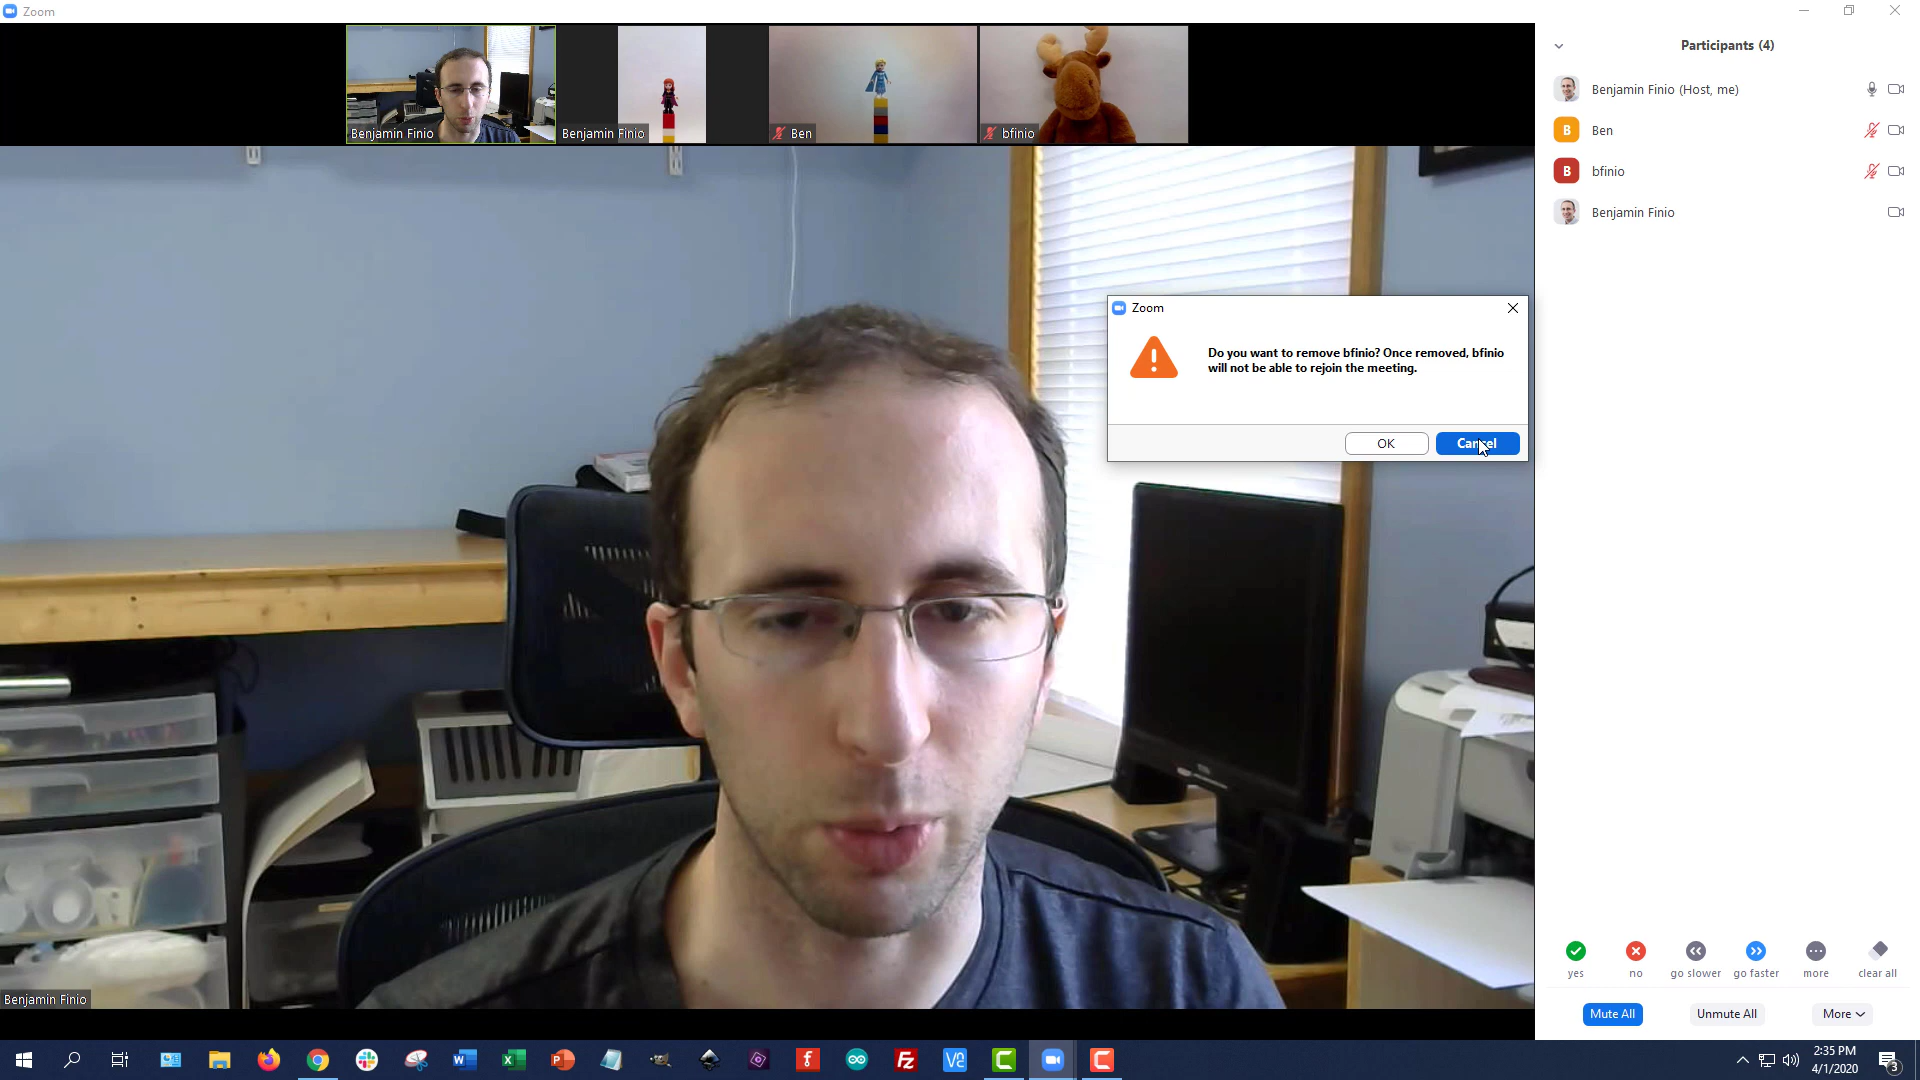 Zoom
Benjamin Finio
Benjamin Finio
Ben
bfinio
Participants (4)
Benjamin Finio (Host, me)
B Ben
B bfinio
Benjamin Finio
Zoom
Do you want to remove bfinio? Once removed, bfinio
will not be able to rejoin the meeting.
OK
Cancel
Benjamin Finio
yes
no
go slower
go faster
more
clear all
Mute All
Unmute All
More
2:35 PM
4/1/2020
3